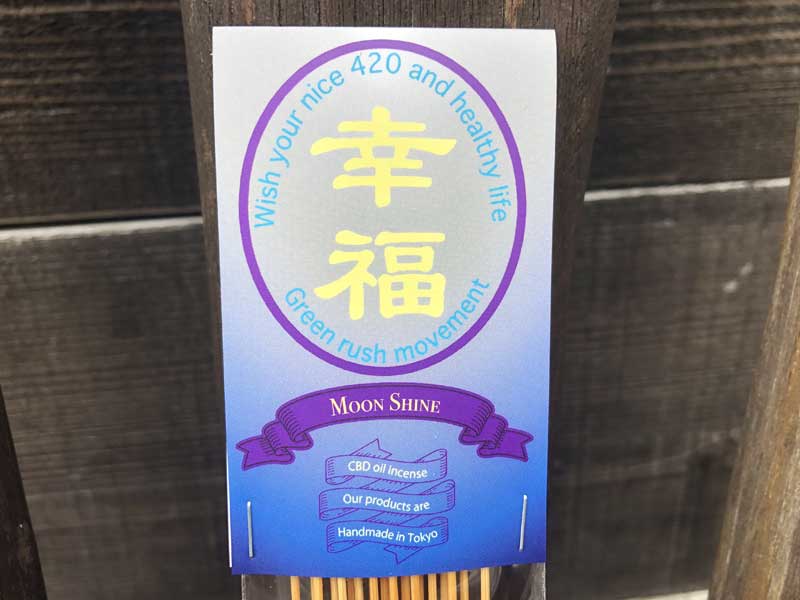 Wish your nice 420 and healthy life
幸
福
Green rush movement
MOON SHINE
CBD oil incense
Our products are
Handmade in Tokyo